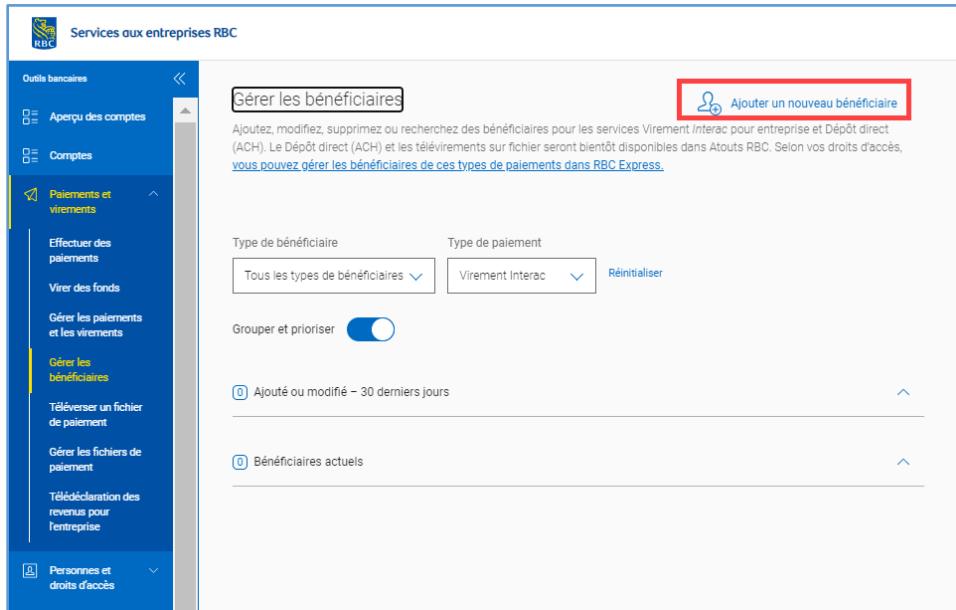 RBC
Services aux entreprises RBC
Outils bancaires
Aperçu des comptes
Comptes
Paiements et
virements
Effectuer des
paiements
Virer des fonds
Gérer les paiements
et les virements
Gérer les
bénéficiaires
Téléverser un fichier
de paiement
Gérer les fichiers de
paiement
Télédéclaration des
revenus pour
l'entreprise
Personnes et
droits d'accès
Gérer les bénéficiaires
Ajouter un nouveau bénéficiaire
Ajoutez, modifiez, supprimez ou recherchez des bénéficiaires pour les services Virement Interac pour entreprise et Dépôt direct
(ACH). Le Dépôt direct (ACH) et les télévirements sur fichier seront bientôt disponibles dans Atouts RBC. Selon vos droits d'accès,
vous pouvez gérer les bénéficiaires de ces types de paiements dans RBC Express.
Type de bénéficiaire
Type de paiement
Tous les types de bénéficiaires
Virement Interac
Réinitialiser
Grouper et prioriser
0 Ajouté ou modifié – 30 derniers jours
0 Bénéficiaires actuels